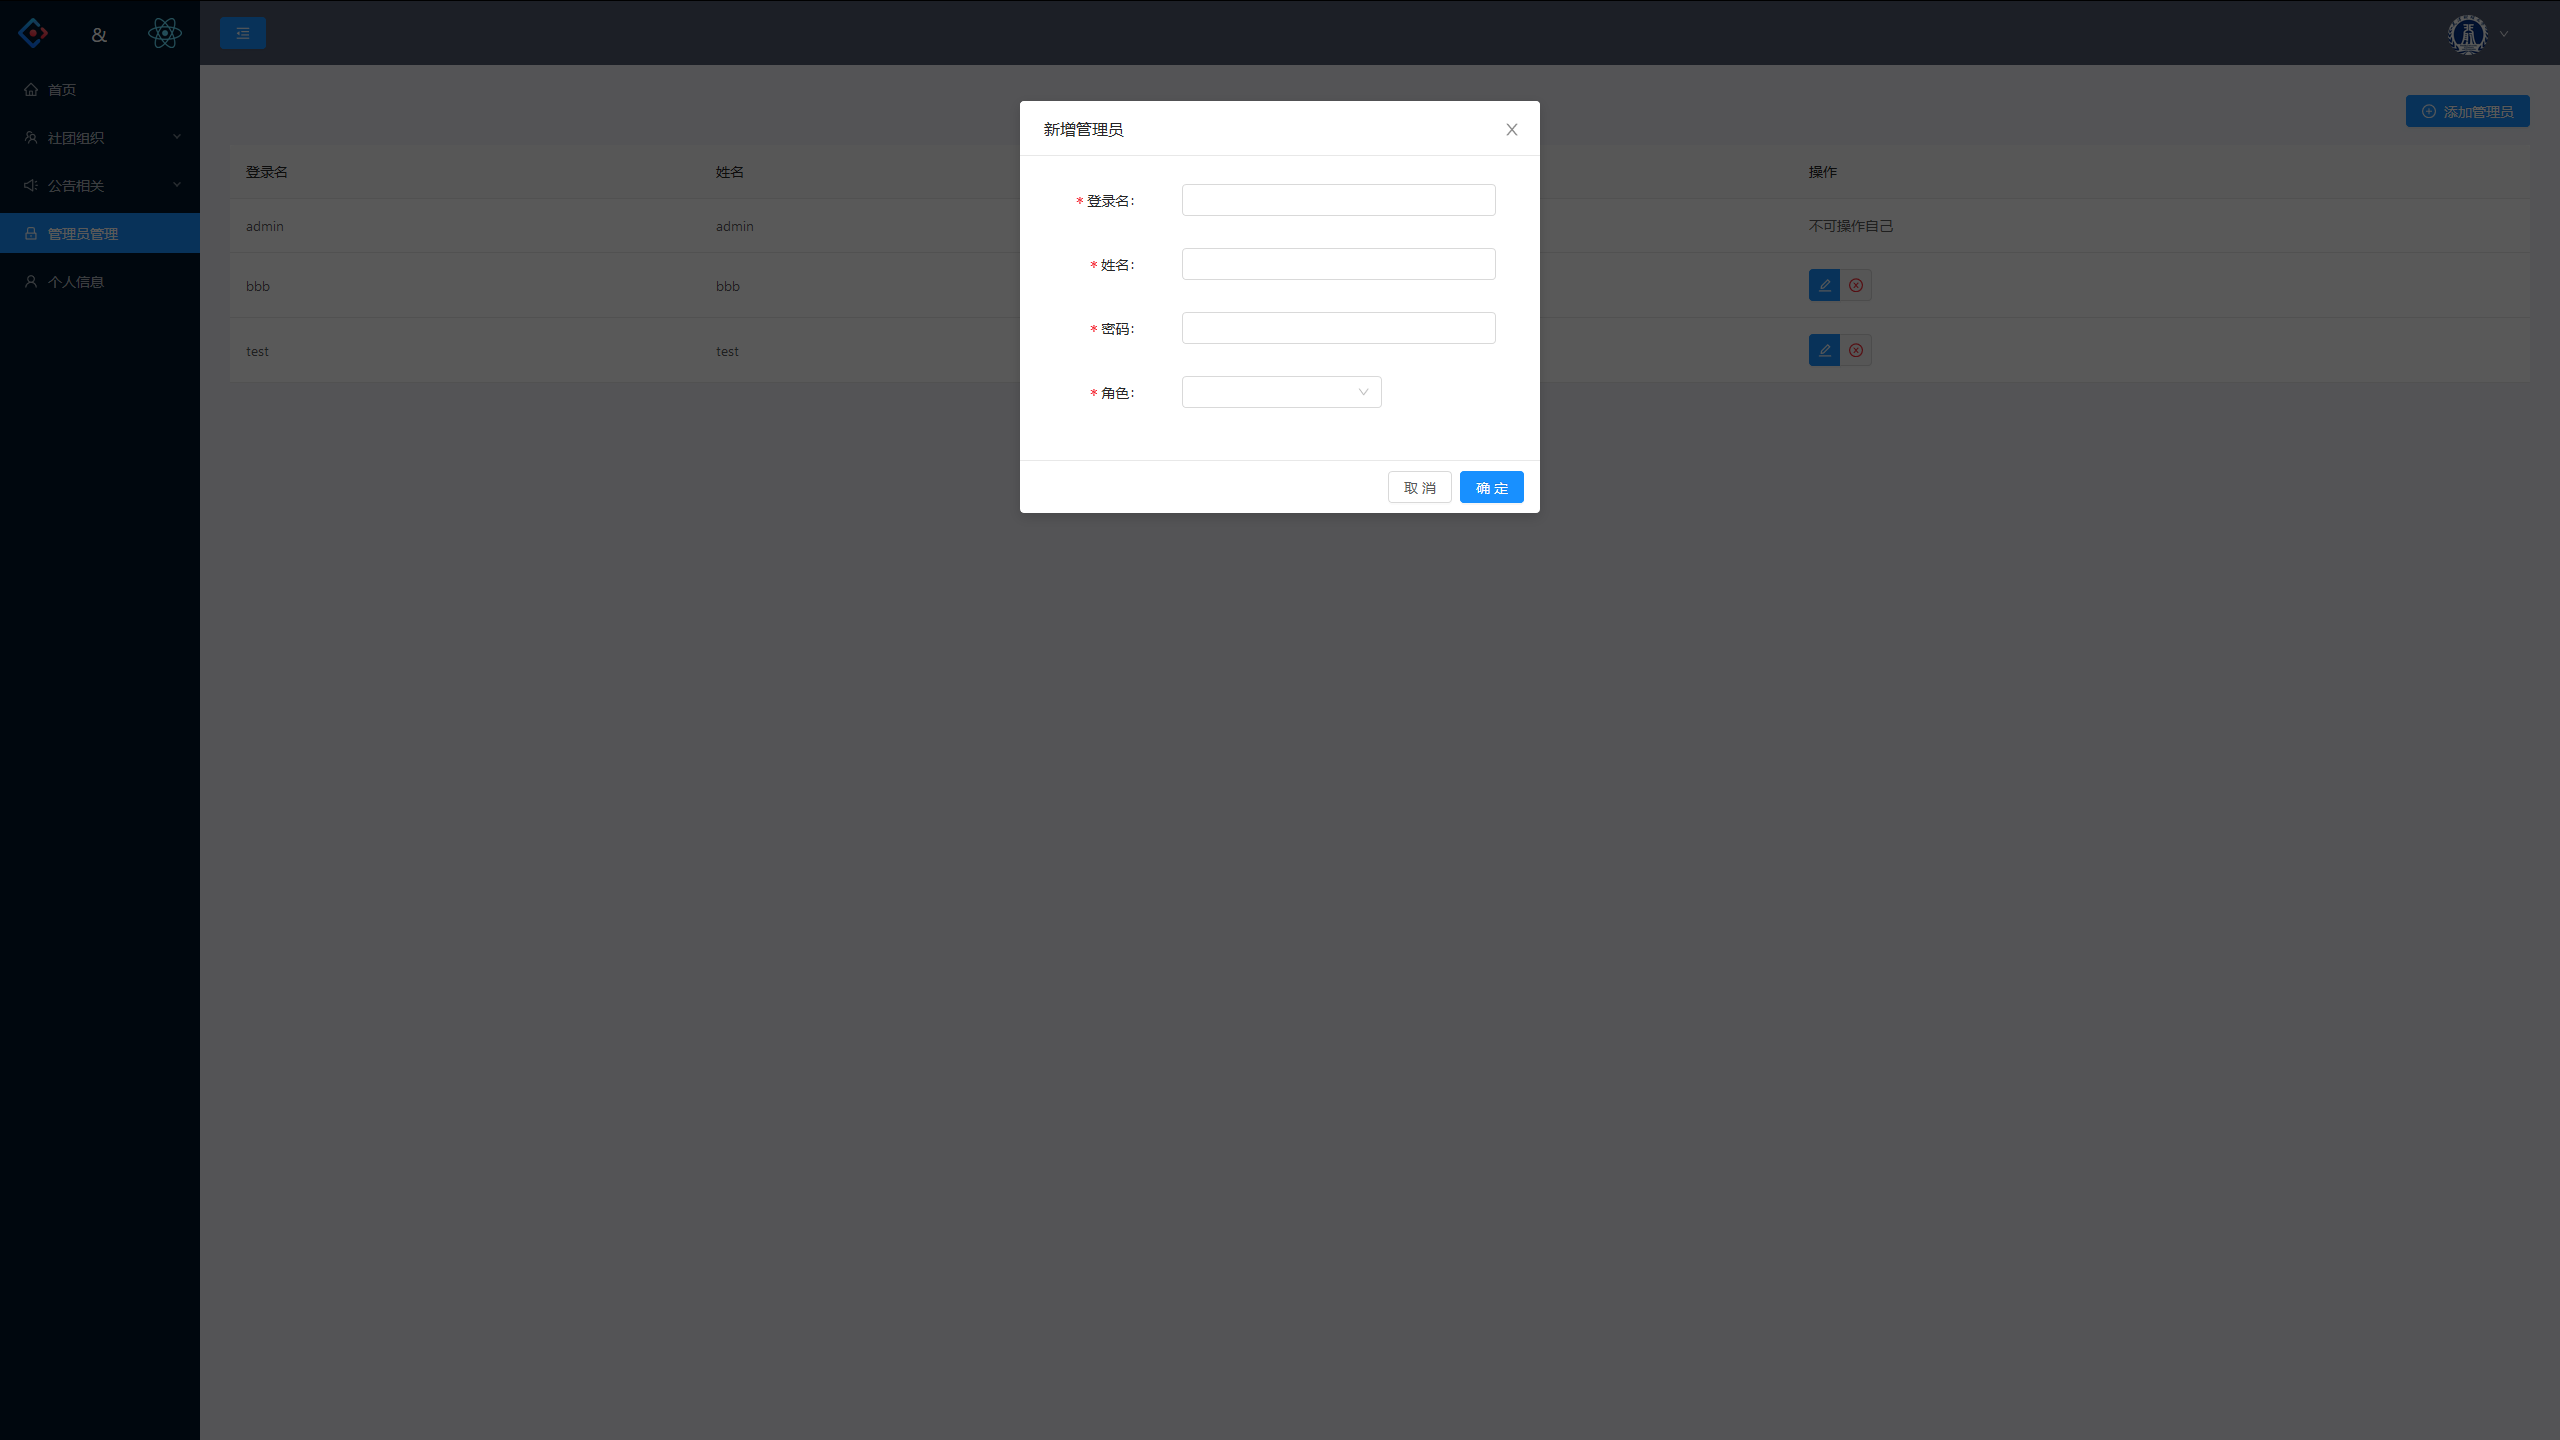 &
首页
社团组织
公告相关
管理员管理
个人信息
添加管理员
登录名 姓名 操作
admin admin 不可操作自己
bbb bbb
test test
新增管理员
* 登录名:
* 姓名:
* 密码:
* 角色:
取 消 确 定